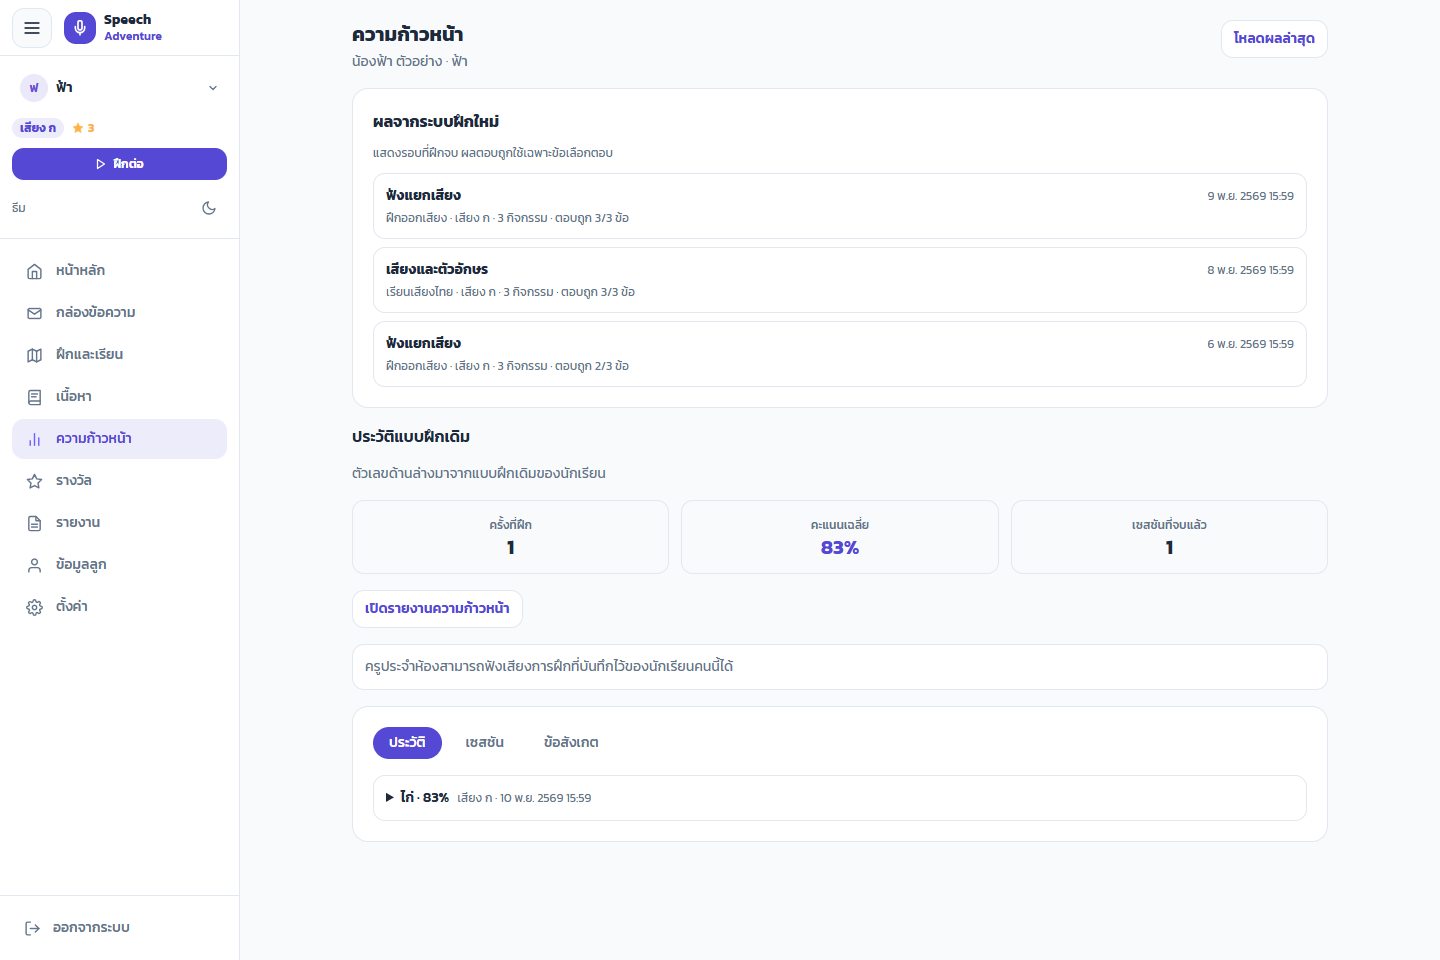 Speech
Adventure
ฟ ฟ้า
เสียง ก 3
ฝึกต่อ
ธีม
หน้าหลัก
กล่องข้อความ
ฝึกและเรียน
เนื้อหา
ความก้าวหน้า
รางวัล
รายงาน
ข้อมูลลูก
ตั้งค่า
ออกจากระบบ
ความก้าวหน้า
น้องฟ้า ตัวอย่าง · ฟ้า
โหลดผลล่าสุด
ผลจากระบบฝึกใหม่
แสดงรอบที่ฝึกจบ ผลตอบถูกใช้เฉพาะข้อเลือกตอบ
ฟังแยกเสียง 9 พ.ย. 2569 15:59
ฝึกออกเสียง · เสียง ก · 3 กิจกรรม · ตอบถูก 3/3 ข้อ
เสียงและตัวอักษร 8 พ.ย. 2569 15:59
เรียนเสียงไทย · เสียง ก · 3 กิจกรรม · ตอบถูก 3/3 ข้อ
ฟังแยกเสียง 6 พ.ย. 2569 15:59
ฝึกออกเสียง · เสียง ก · 3 กิจกรรม · ตอบถูก 2/3 ข้อ
ประวัติแบบฝึกเดิม
ตัวเลขด้านล่างมาจากแบบฝึกเดิมของนักเรียน
ครั้งที่ฝึก
1
คะแนนเฉลี่ย
83%
เซสชันที่จบแล้ว
1
เปิดรายงานความก้าวหน้า
ครูประจำห้องสามารถฟังเสียงการฝึกที่บันทึกไว้ของนักเรียนคนนี้ได้
ประวัติ เซสชัน ข้อสังเกต
ไก่ · 83% เสียง ก · 10 พ.ย. 2569 15:59